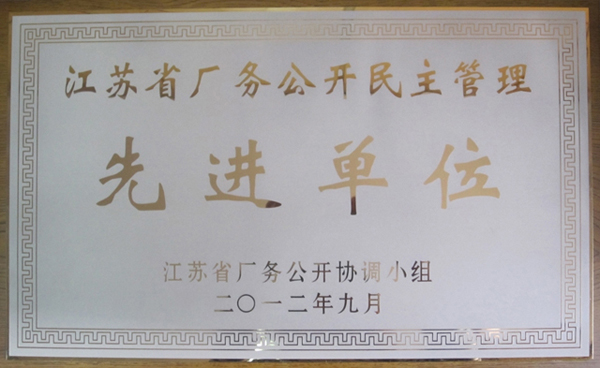 江苏省厂务公开民主管理
先进单位
江苏省厂务公开协调小组
二〇一二年九月